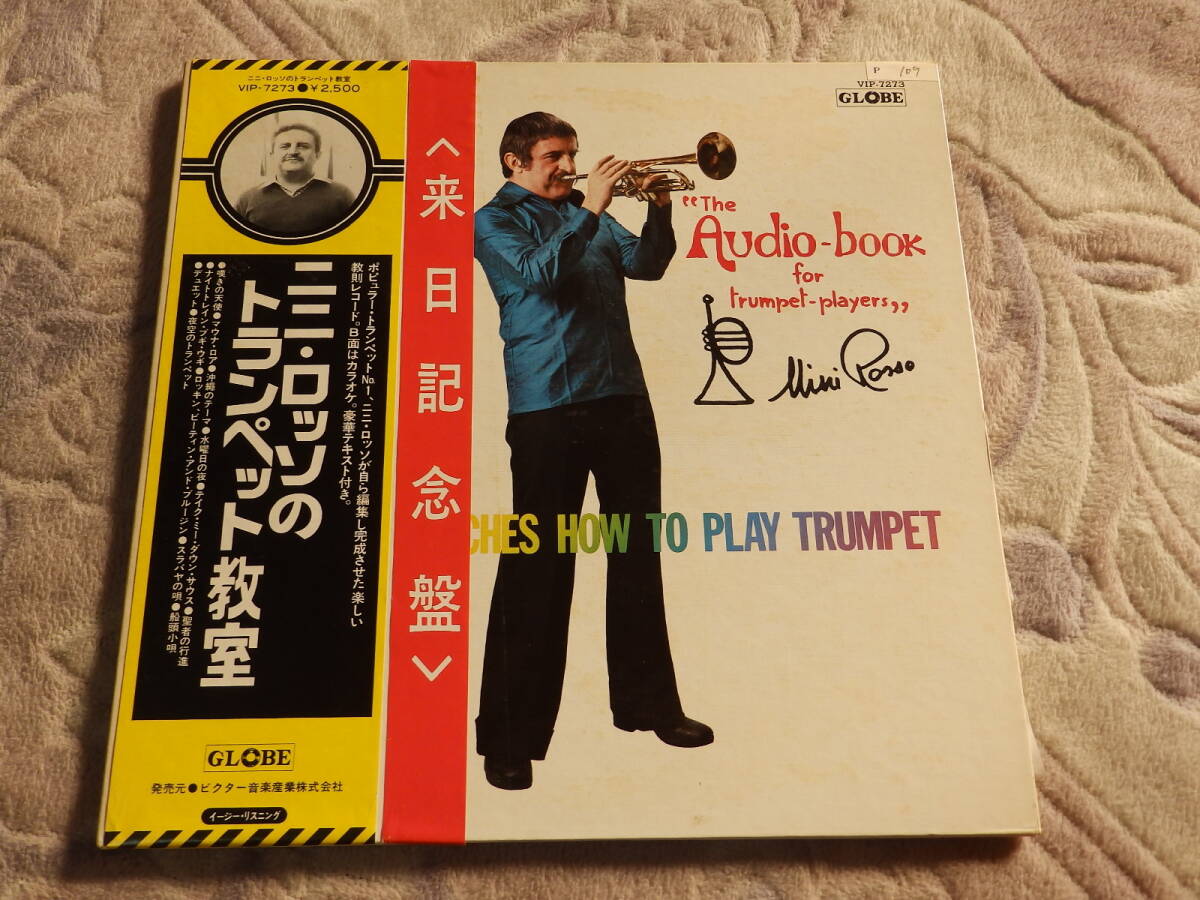 ニニ・ロッソのトランペット教室
VIP-7273●¥2,500
ニニ・ロッソの
トランペット教室
ポピュラー・トランペットNo.1、ニニ・ロッソが自ら編集し完成させた楽しい
教則レコード。B面はカラオケ。豪華テキスト付き。
●嘆きの天使●マウナ・ロア●沖縄のテーマ●水曜日の夜●テイク・ミー・ダウン・サウス●聖者の行進
●ナイトトレイン・ブギ・ウギ●ロッキン・ビーティン・アンド・ブルージン●スラバヤの唄●船頭小唄
●デュエット●夜空のトランペット
GLOBE
発売元●ビクター音楽産業株式会社
イージー・リスニング
〈来日記念盤〉
P 109
VIP-7273
GLOBE
“The
Audio-book
for
trumpet-players„
Nini Rosso
CHES HOW TO PLAY TRUMPET